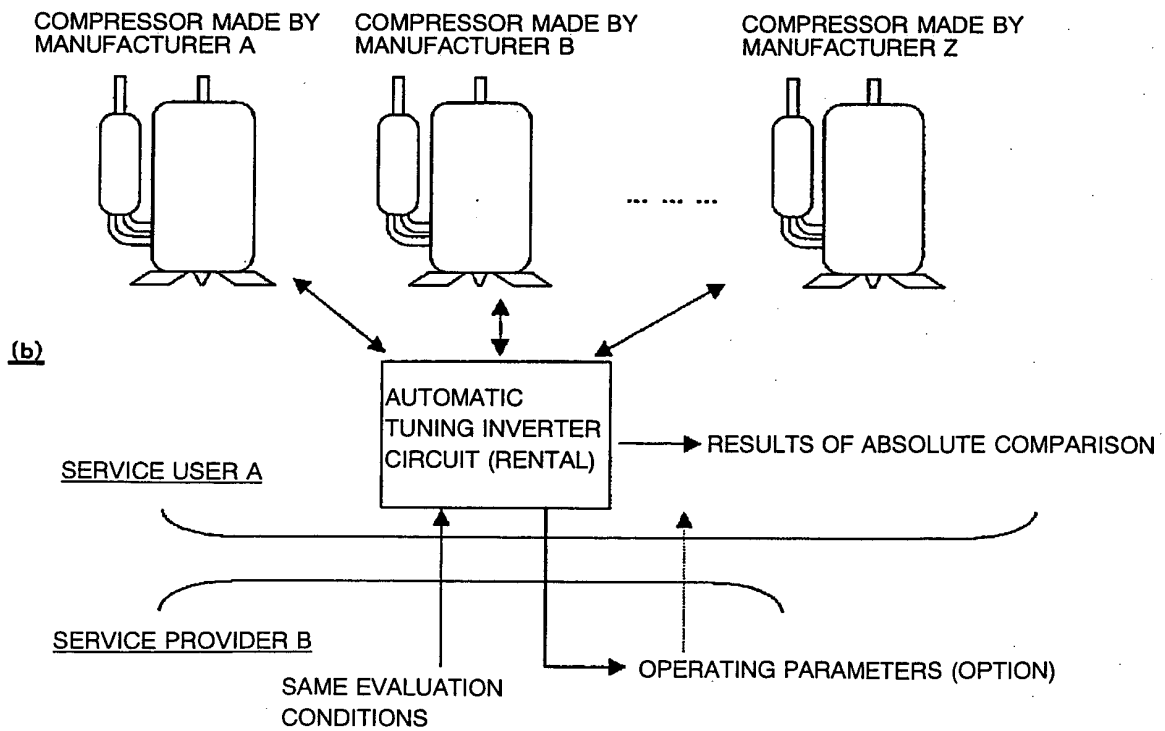 COMPRESSOR MADE BY
MANUFACTURER A
COMPRESSOR MADE BY
MANUFACTURER B
COMPRESSOR MADE BY
MANUFACTURER Z
... ... ...
(b)
AUTOMATIC
TUNING INVERTER
CIRCUIT (RENTAL)
RESULTS OF ABSOLUTE COMPARISON
SERVICE USER A
SERVICE PROVIDER B
OPERATING PARAMETERS (OPTION)
SAME EVALUATION
CONDITIONS